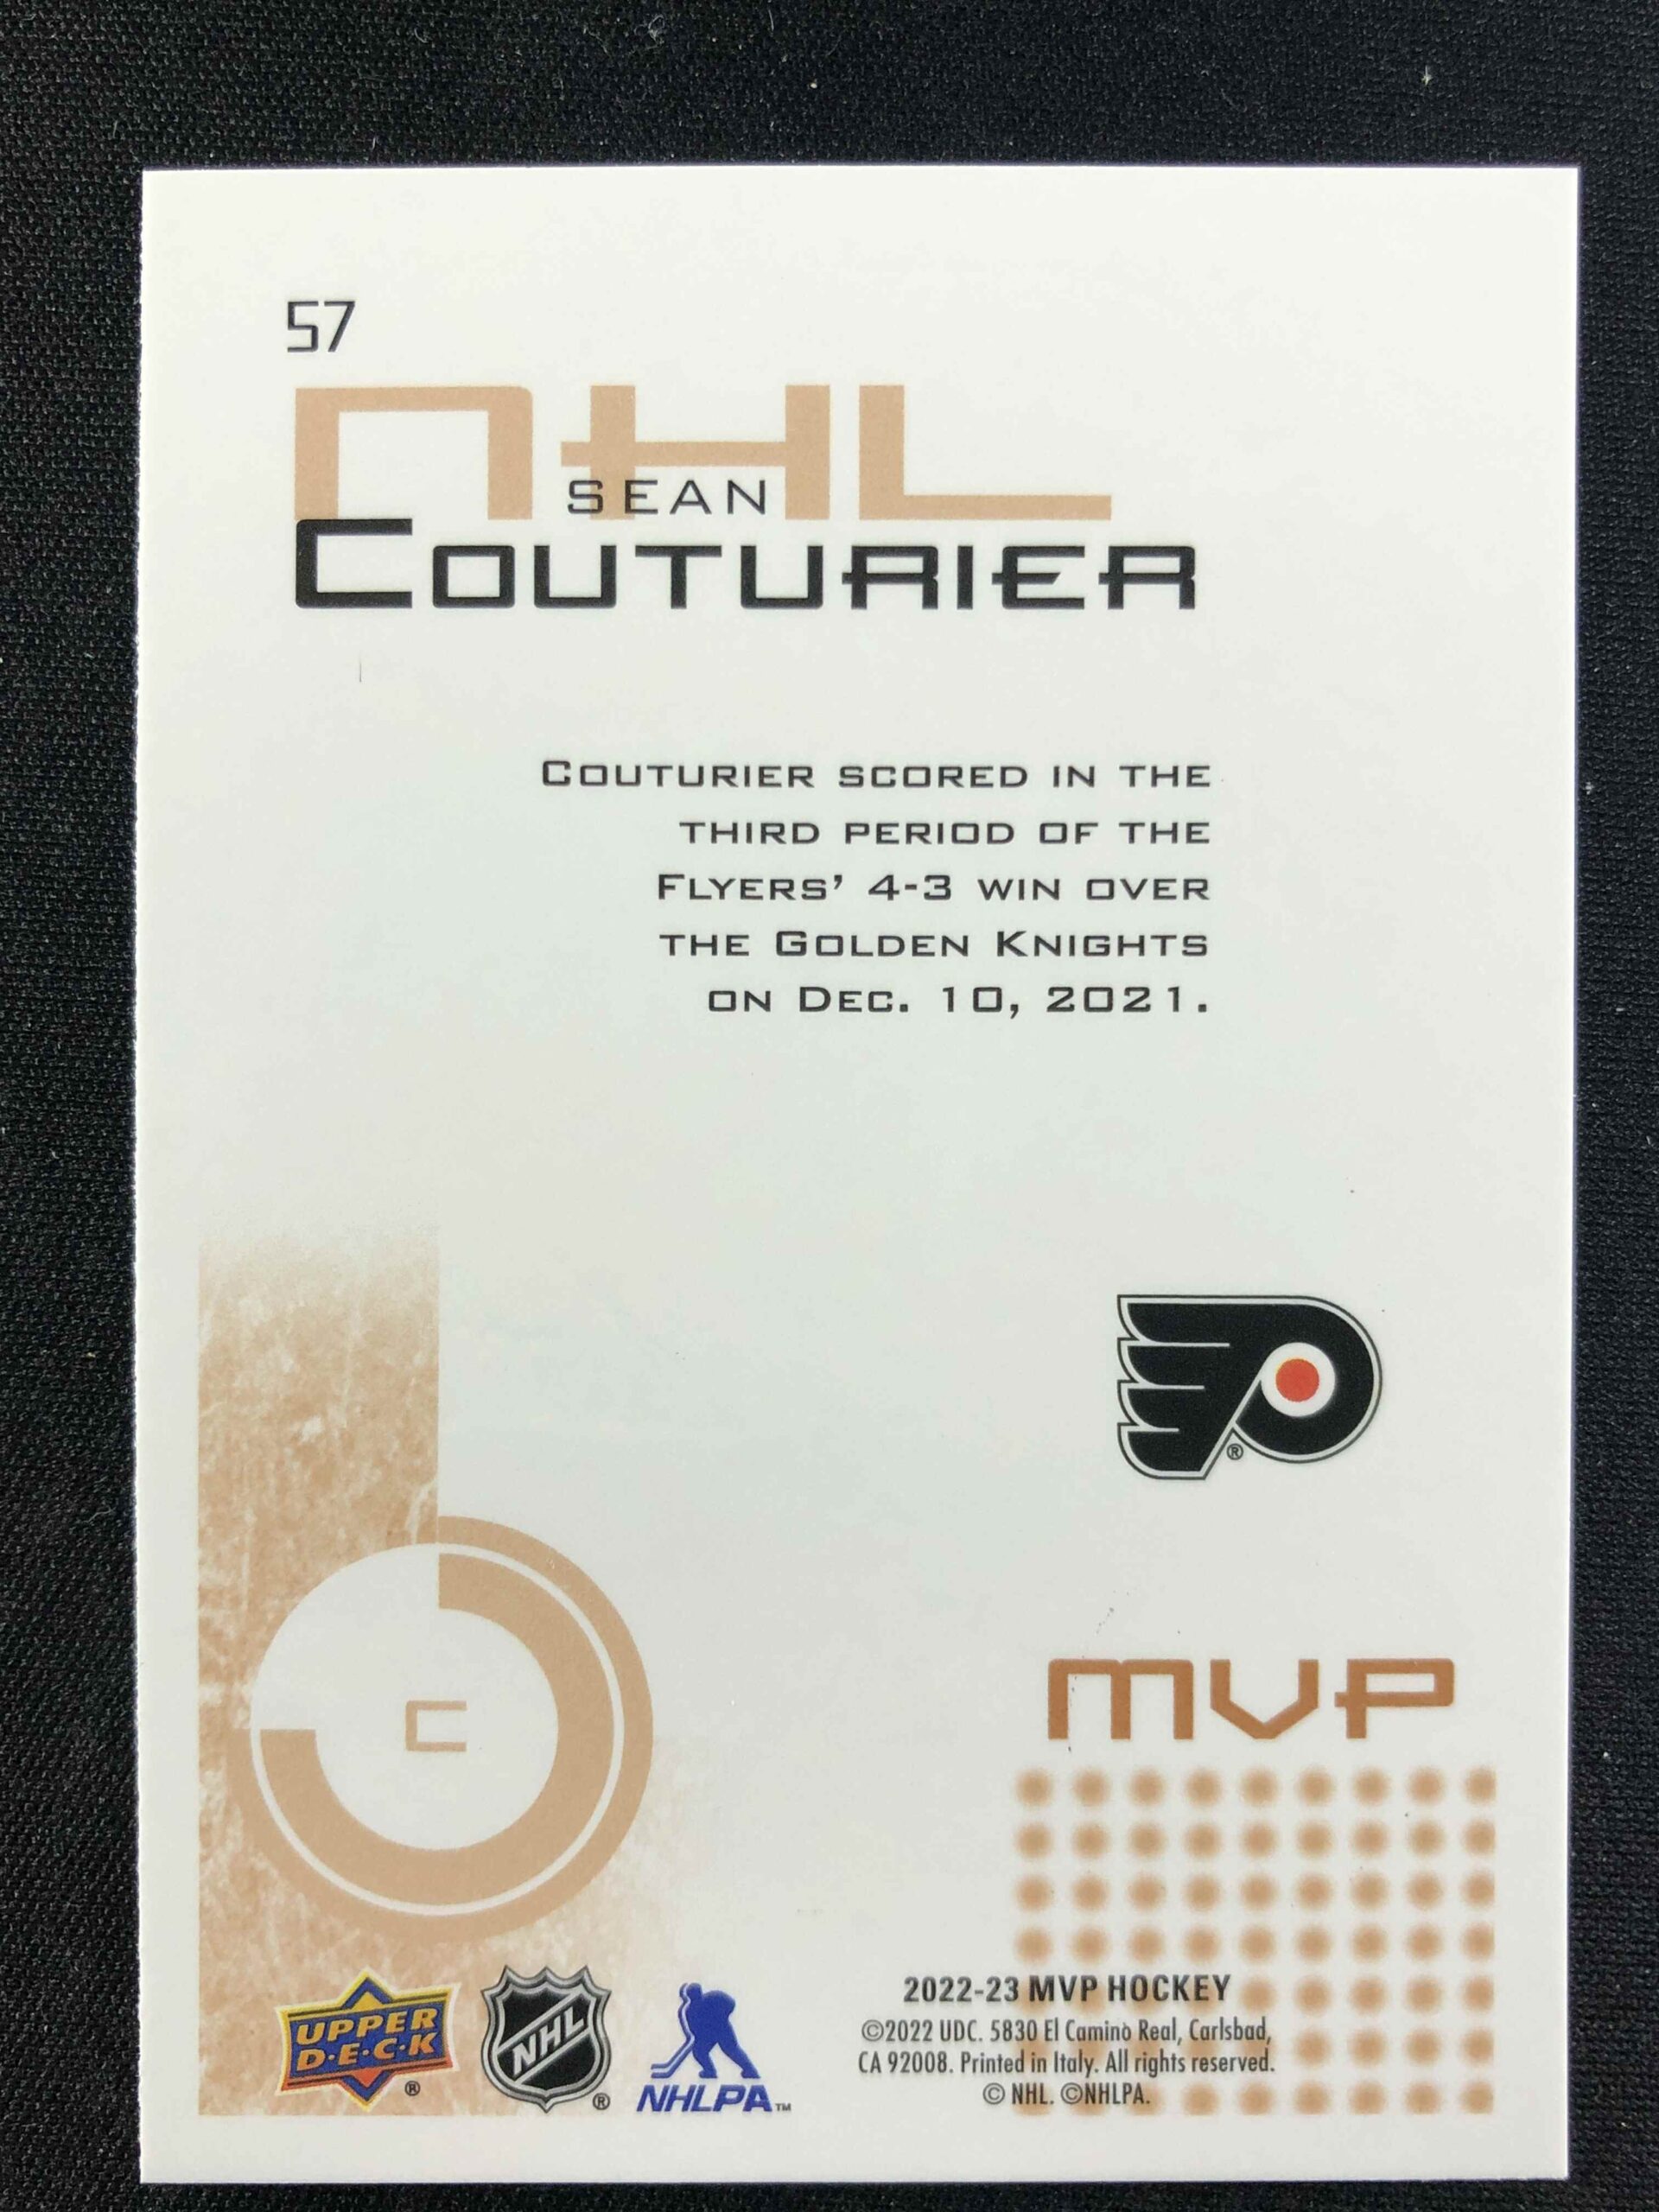 57
NHL
SEAN
COUTURIER
COUTURIER SCORED IN THE
THIRD PERIOD OF THE
FLYERS' 4-3 WIN OVER
THE GOLDEN KNIGHTS
ON DEC. 10, 2021.
®
C
MVP
UPPER
D·E·C·K
®
NHL
®
NHLPA™
2022-23 MVP HOCKEY
©2022 UDC. 5830 El Camino Real, Carlsbad,
CA 92008. Printed in Italy. All rights reserved.
© NHL. ©NHLPA.